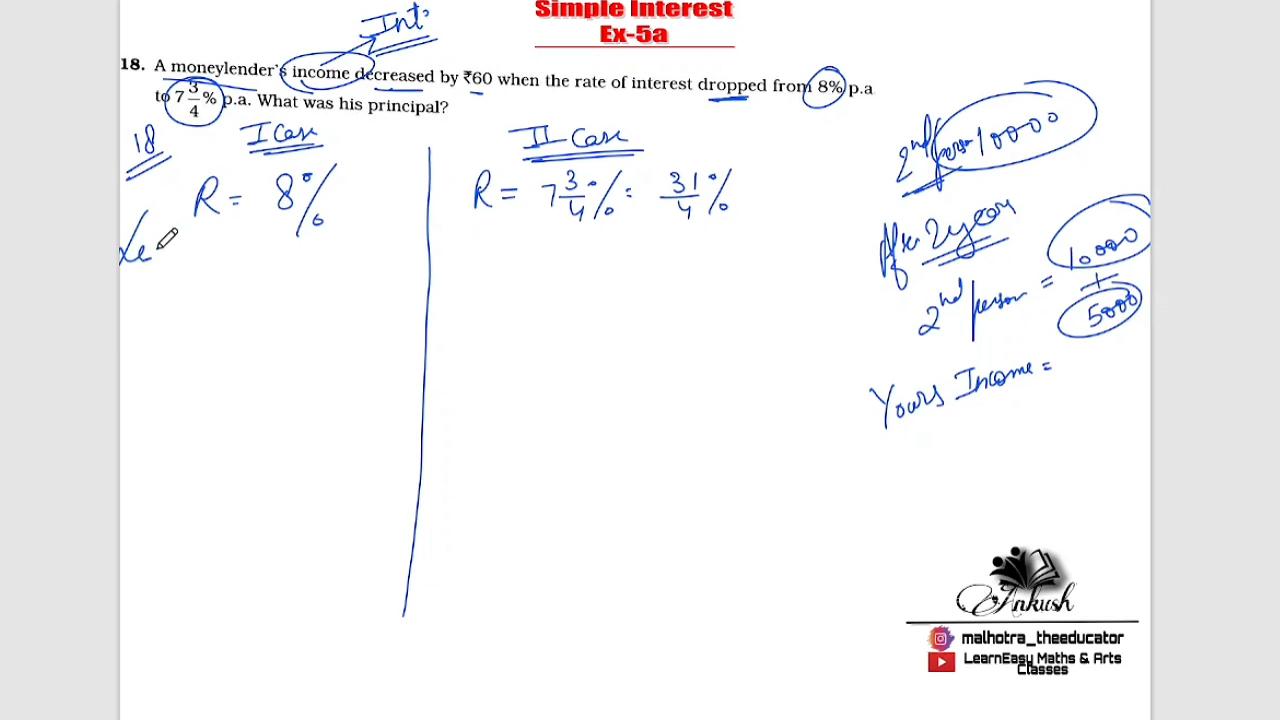 Simple Interest
Ex-5a
Int.
18. A moneylender's income decreased by ₹60 when the rate of interest dropped from 8% p.a
to 7 3/4 % p.a. What was his principal?
18
I Case
II Case
R = 8%
R = 7 3/4 % = 31/4 %
Le
2nd person 10000
After 2 year
2nd person = 10000 + 5000
Yours Income =
Ankush
malhotra_theeducator
LearnEasy Maths & Arts
Classes